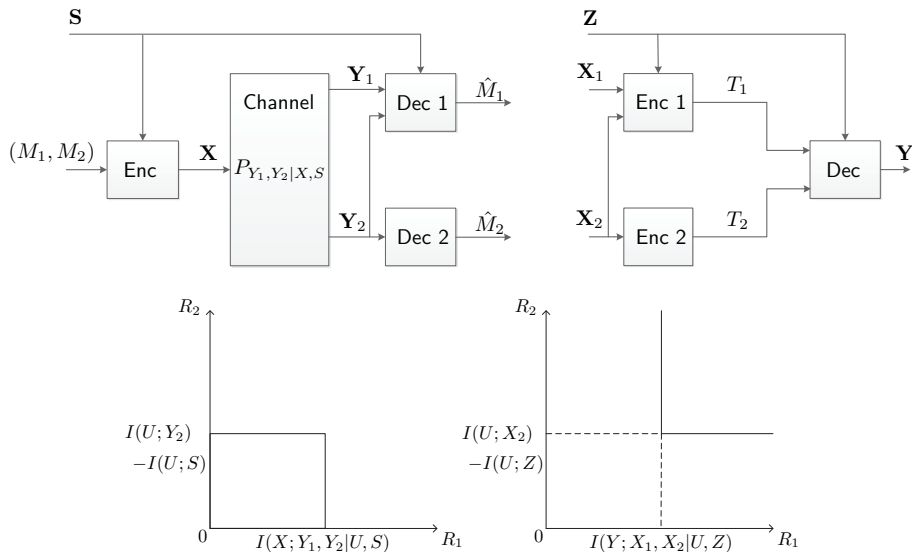 S
Z
(M₁, M₂)
Enc
X
Channel
P_{Y₁,Y₂|X,S}
Y₁
Y₂
Dec 1
Dec 2
M̂₁
M̂₂
X₁
X₂
Enc 1
Enc 2
T₁
T₂
Dec
Y
R₂
I(U; Y₂)
−I(U; S)
0
I(X; Y₁, Y₂|U, S)
R₁
R₂
I(U; X₂)
−I(U; Z)
0
I(Y; X₁, X₂|U, Z)
R₁